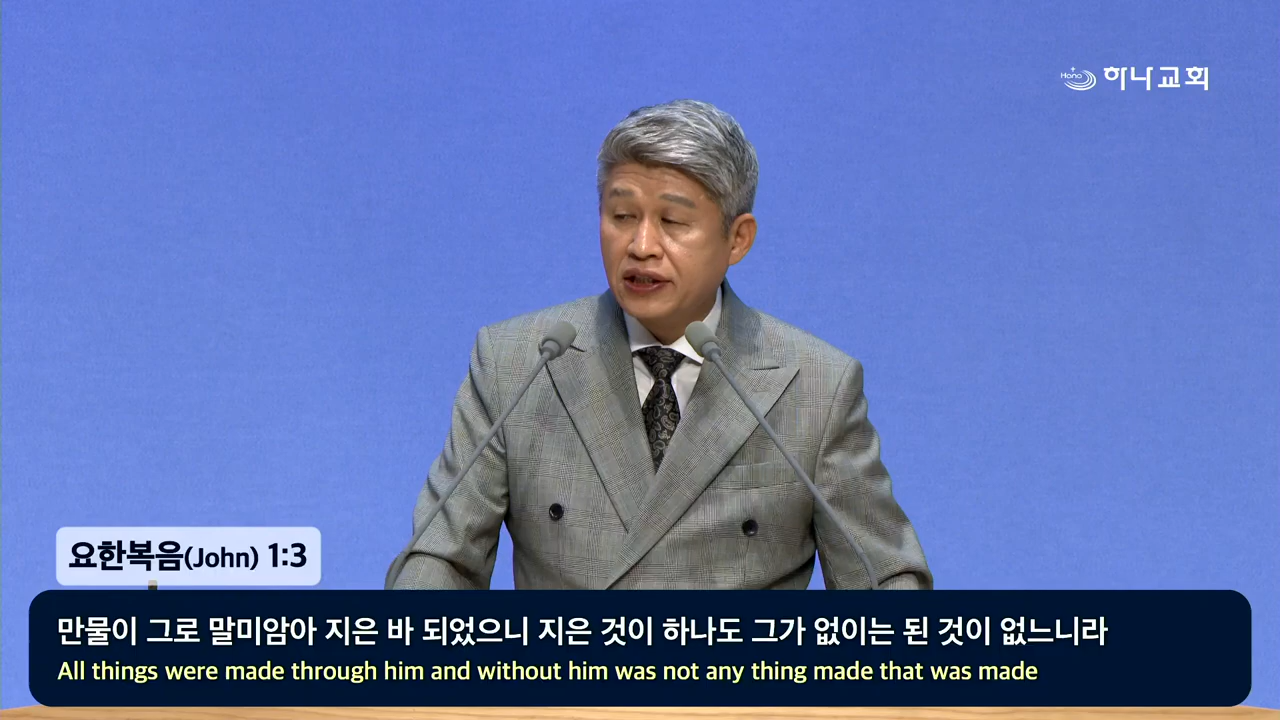 Hana 하나교회
요한복음(John) 1:3
만물이 그로 말미암아 지은 바 되었으니 지은 것이 하나도 그가 없이는 된 것이 없느니라
All things were made through him and without him was not any thing made that was made